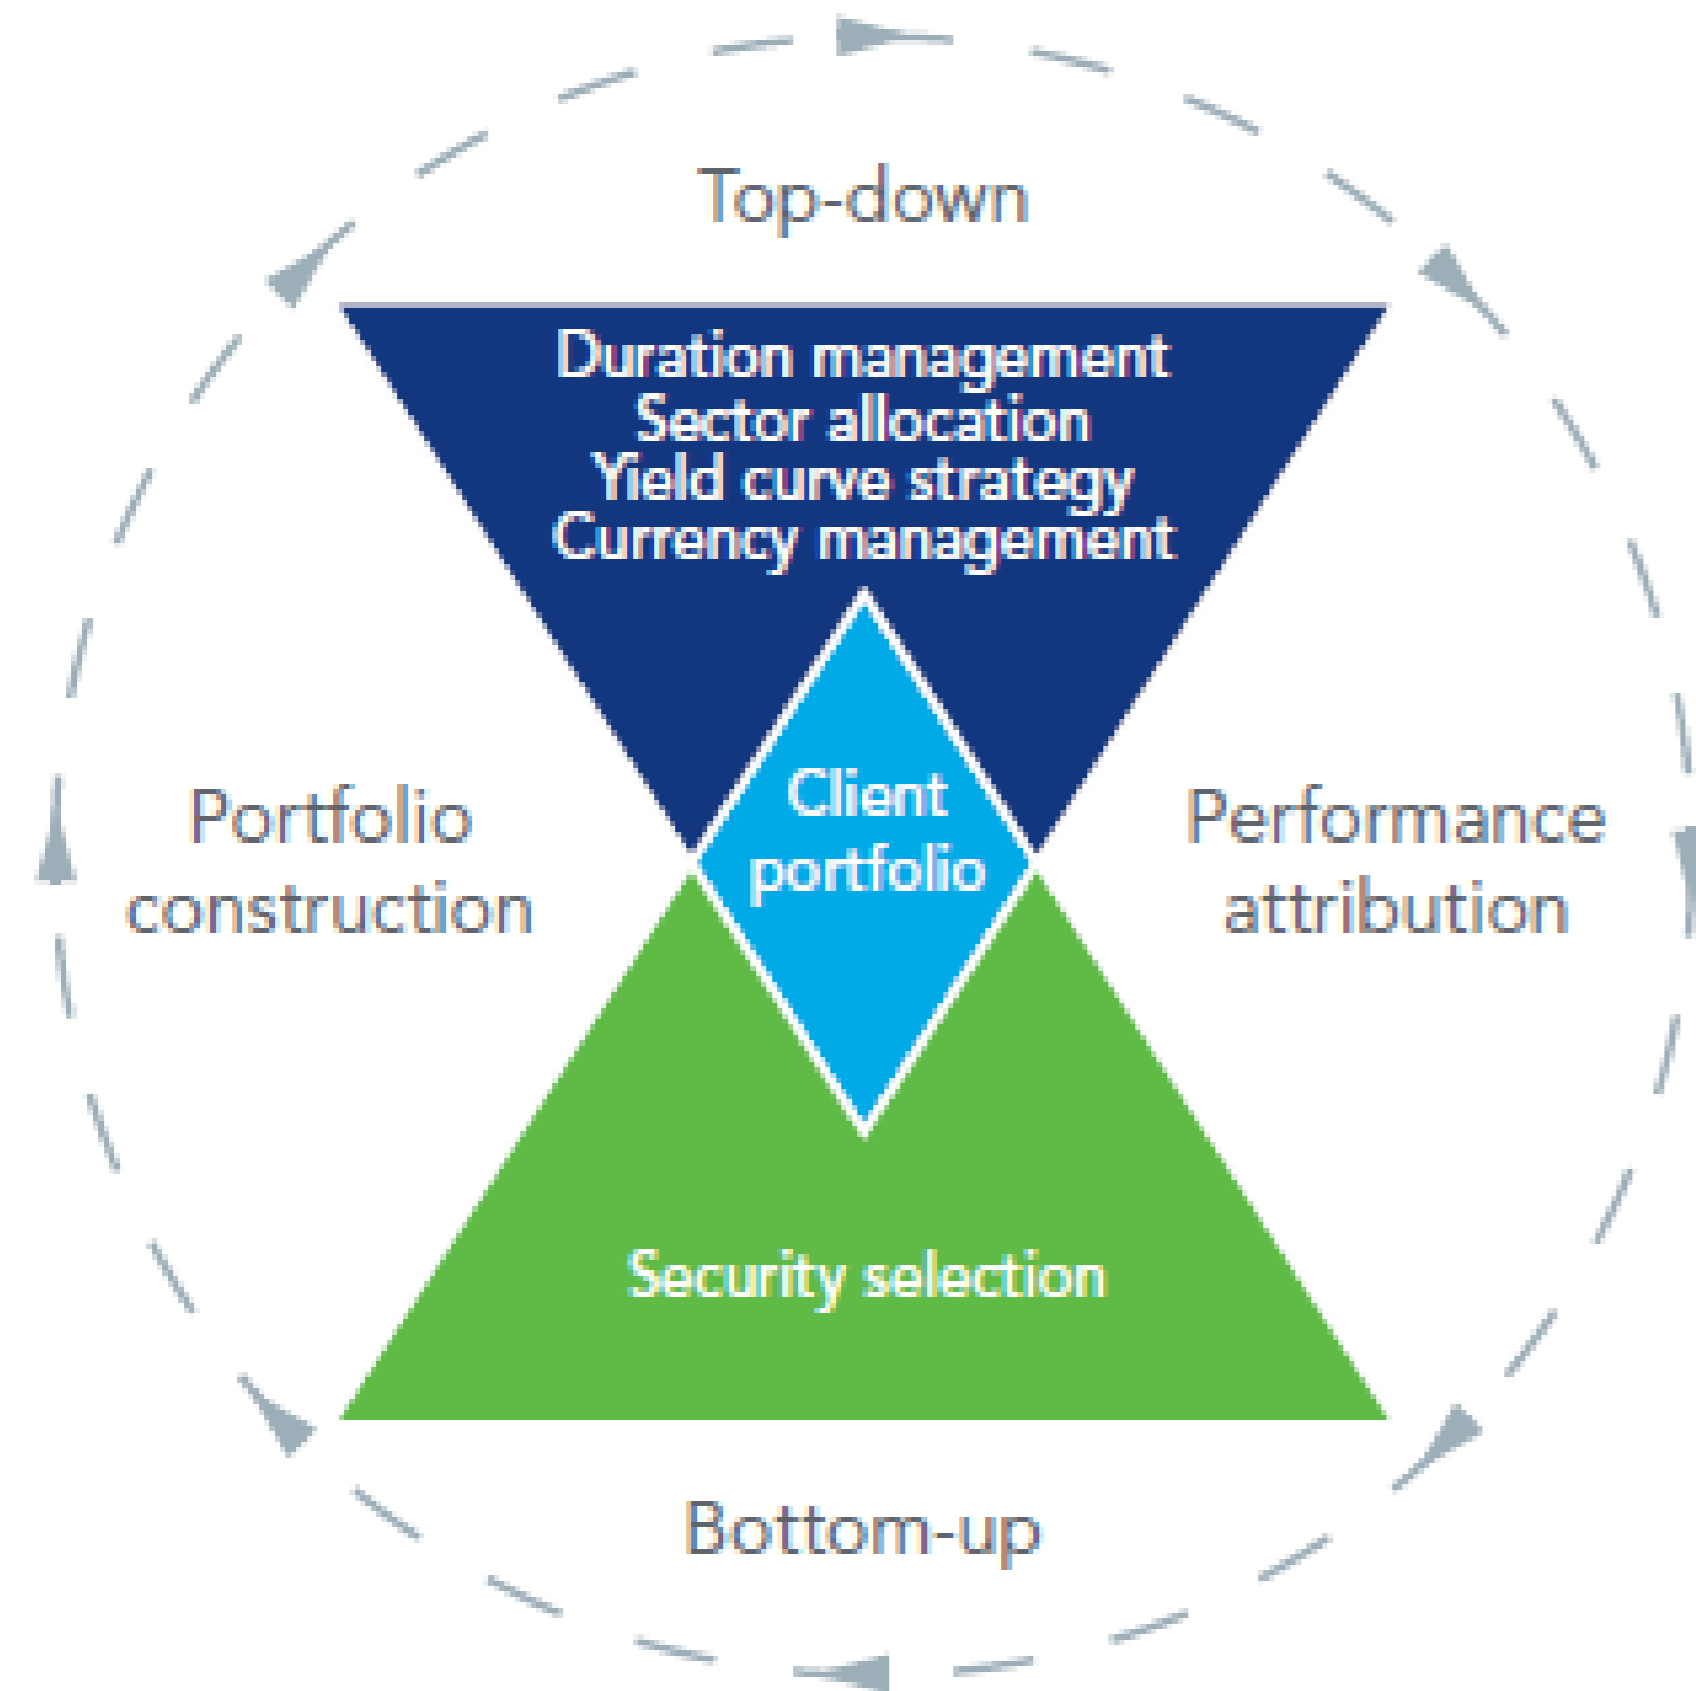 Top-down
Duration management
Sector allocation
Yield curve strategy
Currency management
Client
portfolio
Portfolio
construction
Performance
attribution
Security selection
Bottom-up